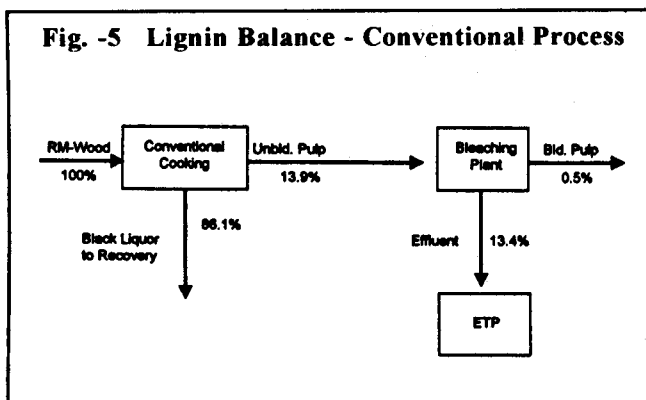 Fig. -5 Lignin Balance - Conventional Process
RM-Wood
100%
Conventional
Cooking
Unbld. Pulp
13.9%
Bleaching
Plant
Bld. Pulp
0.5%
Black Liquor
to Recovery
86.1%
Effluent
13.4%
ETP